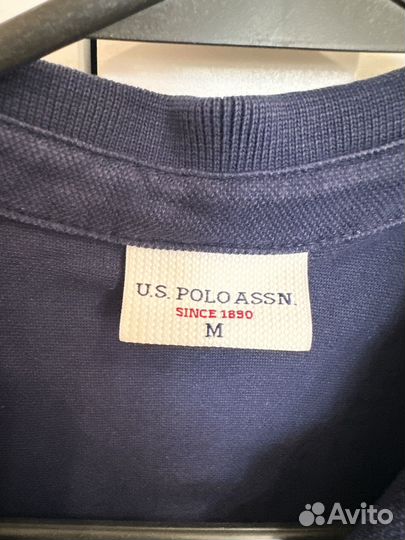 U.S. POLO ASSN.
SINCE 1890
M
Avito